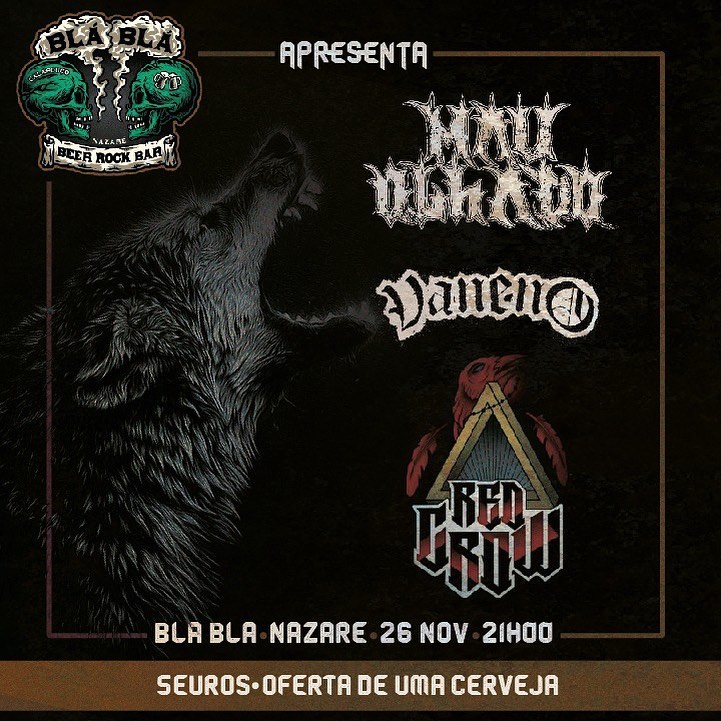 BLÁ BLÁ
CALABOUÇO
NAZARÉ
BEER ROCK BAR
APRESENTA
MAU
OLHADO
Vaneno
RED
CROW
BLA BLA • NAZARE • 26 NOV • 21H00
5EUROS•OFERTA DE UMA CERVEJA